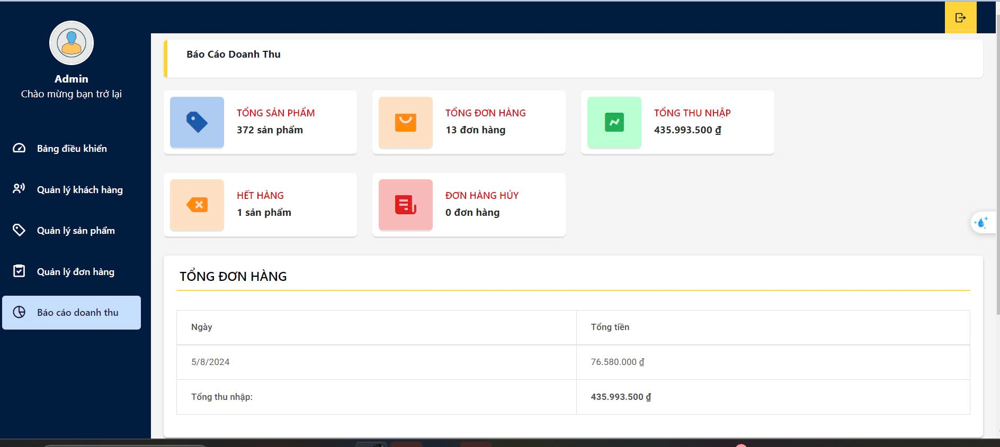 Admin
Chào mừng bạn trở lại
Bảng điều khiển
Quản lý khách hàng
Quản lý sản phẩm
Quản lý đơn hàng
Báo cáo doanh thu
Báo Cáo Doanh Thu
TỔNG SẢN PHẨM
372 sản phẩm
TỔNG ĐƠN HÀNG
13 đơn hàng
TỔNG THU NHẬP
435.993.500 ₫
HẾT HÀNG
1 sản phẩm
ĐƠN HÀNG HỦY
0 đơn hàng
TỔNG ĐƠN HÀNG
Ngày Tổng tiền
5/8/2024 76.580.000 ₫
Tổng thu nhập: 435.993.500 ₫